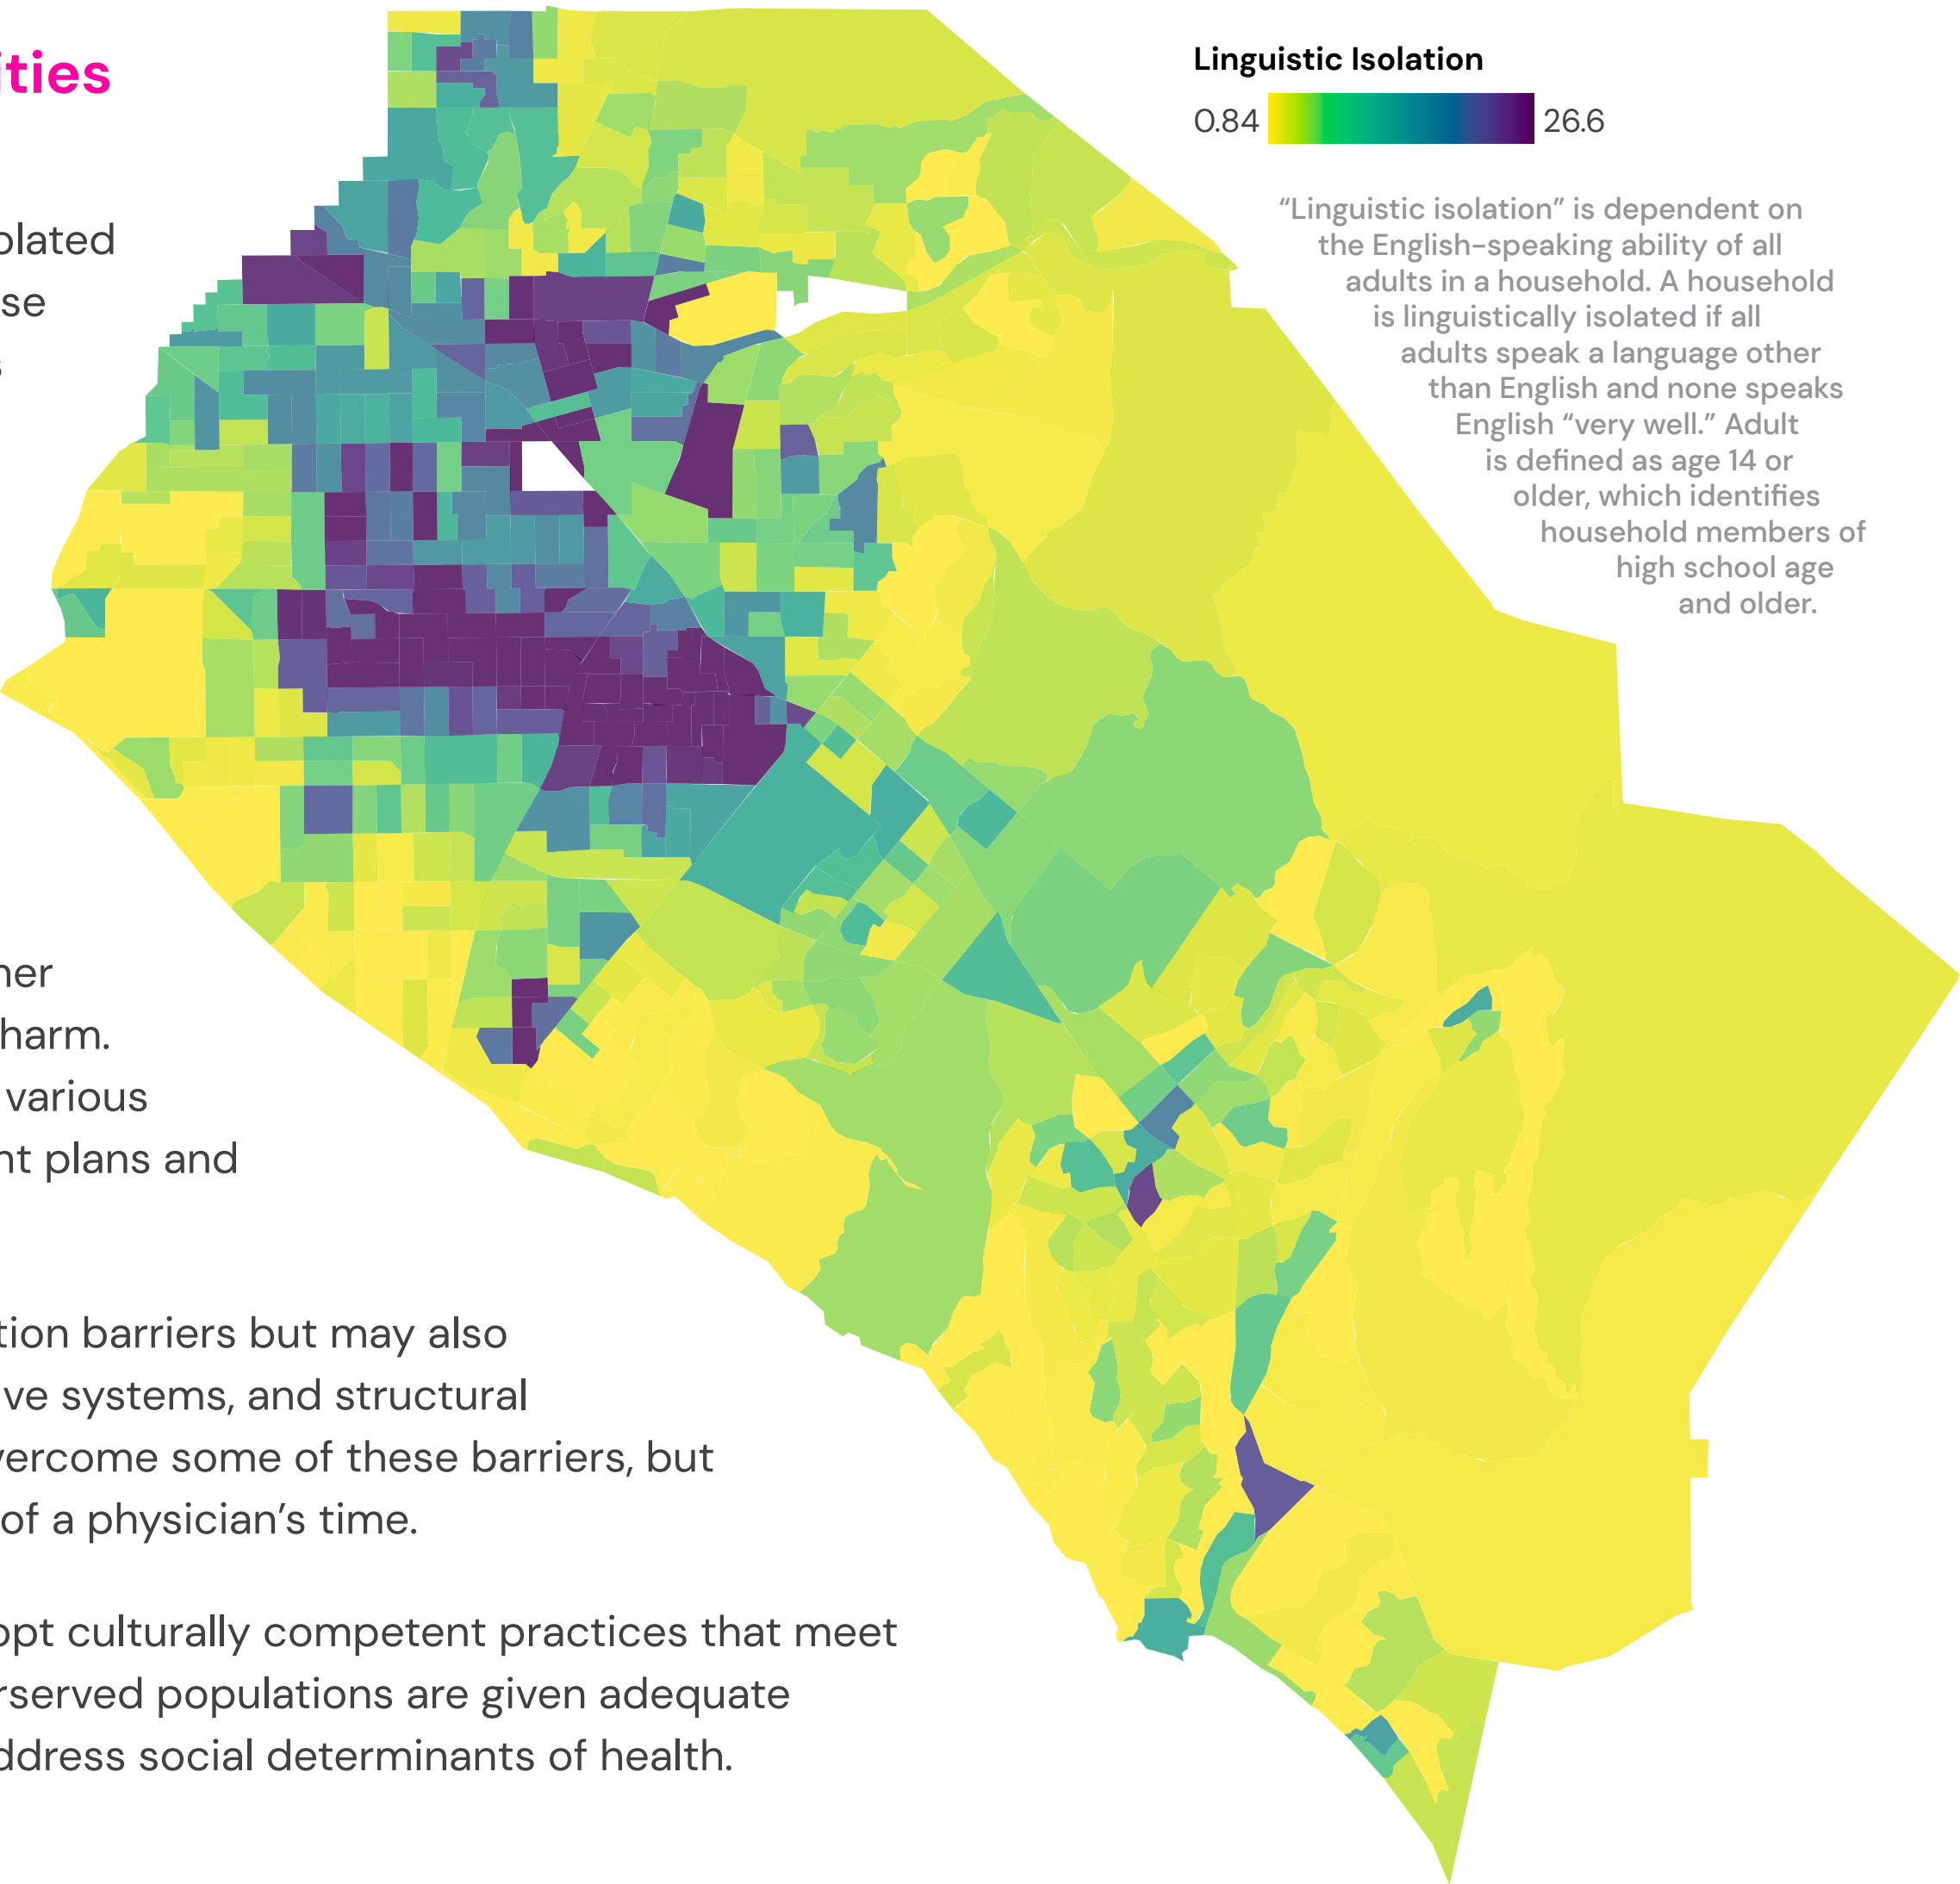 ities
olated
se
s
Linguistic Isolation
0.84 26.6
“Linguistic isolation” is dependent on
the English-speaking ability of all
adults in a household. A household
is linguistically isolated if all
adults speak a language other
than English and none speaks
English “very well.” Adult
is defined as age 14 or
older, which identifies
household members of
high school age
and older.
ner
harm.
various
nt plans and
tion barriers but may also
ive systems, and structural
vercome some of these barriers, but
of a physician’s time.
opt culturally competent practices that meet
rserved populations are given adequate
ddress social determinants of health.